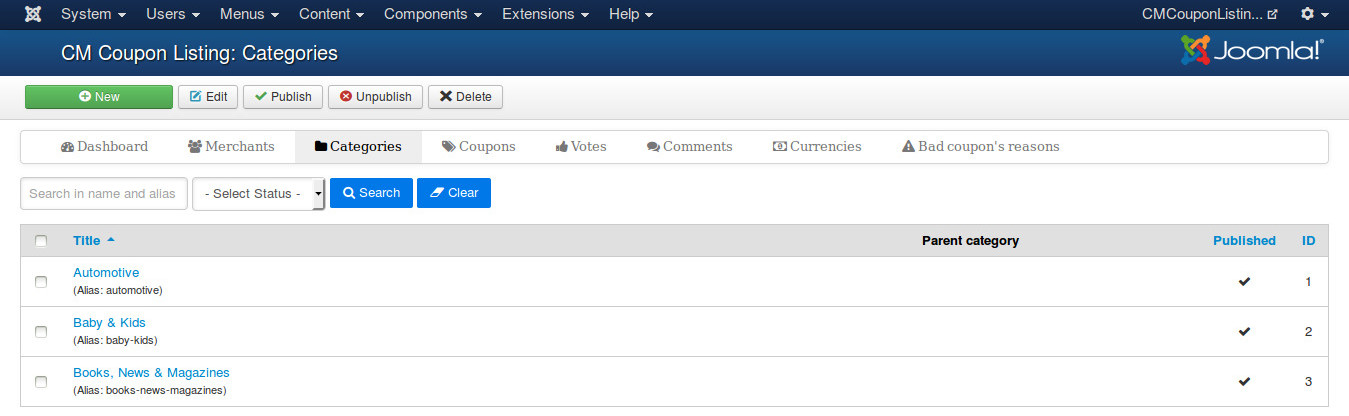 System Users Menus Content Components Extensions Help CMCouponListin...
CM Coupon Listing: Categories Joomla!®
New Edit Publish Unpublish Delete
Dashboard Merchants Categories Coupons Votes Comments Currencies Bad coupon's reasons
Search in name and alias - Select Status - Search Clear
Title Parent category Published ID
Automotive
(Alias: automotive) 1
Baby & Kids
(Alias: baby-kids) 2
Books, News & Magazines
(Alias: books-news-magazines) 3